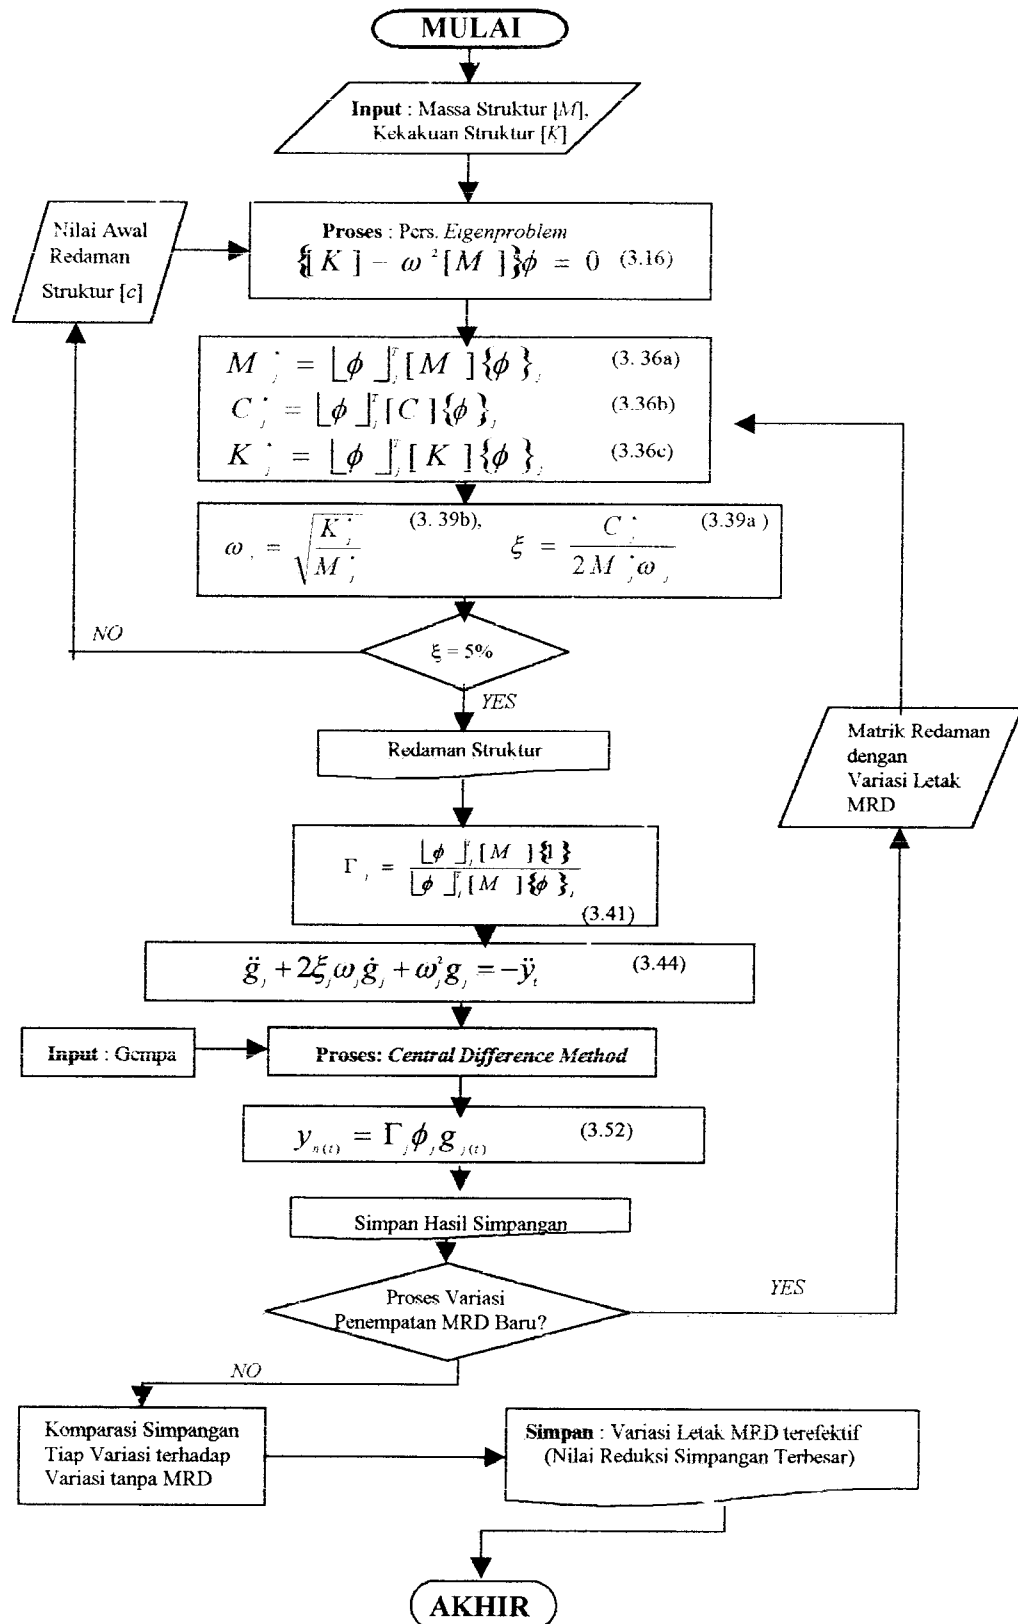 MULAI
Input : Massa Struktur [M],
Kekakuan Struktur [K]
Nilai Awal
Redaman
Struktur [c]
Proses : Pers. Eigenproblem
{[K] − ω²[M]}ϕ = 0 (3.16)
M*ⱼ = ⌊ϕ⌋ᵀⱼ[M]{ϕ}ⱼ (3. 36a)
C*ⱼ = ⌊ϕ⌋ᵀⱼ[C]{ϕ}ⱼ (3.36b)
K*ⱼ = ⌊ϕ⌋ᵀⱼ[K]{ϕ}ⱼ (3.36c)
ωⱼ = √(K*ⱼ / M*ⱼ) (3. 39b), ξ = C*ⱼ / 2M*ⱼωⱼ (3.39a )
NO
ξ = 5%
YES
Redaman Struktur
Matrik Redaman
dengan
Variasi Letak
MRD
Γⱼ = ⌊ϕ⌋ᵀⱼ[M]{1} / ⌊ϕ⌋ᵀⱼ[M]{ϕ}ⱼ
(3.41)
g̈ⱼ + 2ξⱼωⱼġⱼ + ω²ⱼgⱼ = −ÿₜ (3.44)
Input : Gempa
Proses: Central Difference Method
yₙ₍ₜ₎ = Γⱼϕⱼgⱼ₍ₜ₎ (3.52)
Simpan Hasil Simpangan
Proses Variasi
Penempatan MRD Baru?
YES
NO
Komparasi Simpangan
Tiap Variasi terhadap
Variasi tanpa MRD
Simpan : Variasi Letak MRD terefektif
(Nilai Reduksi Simpangan Terbesar)
AKHIR